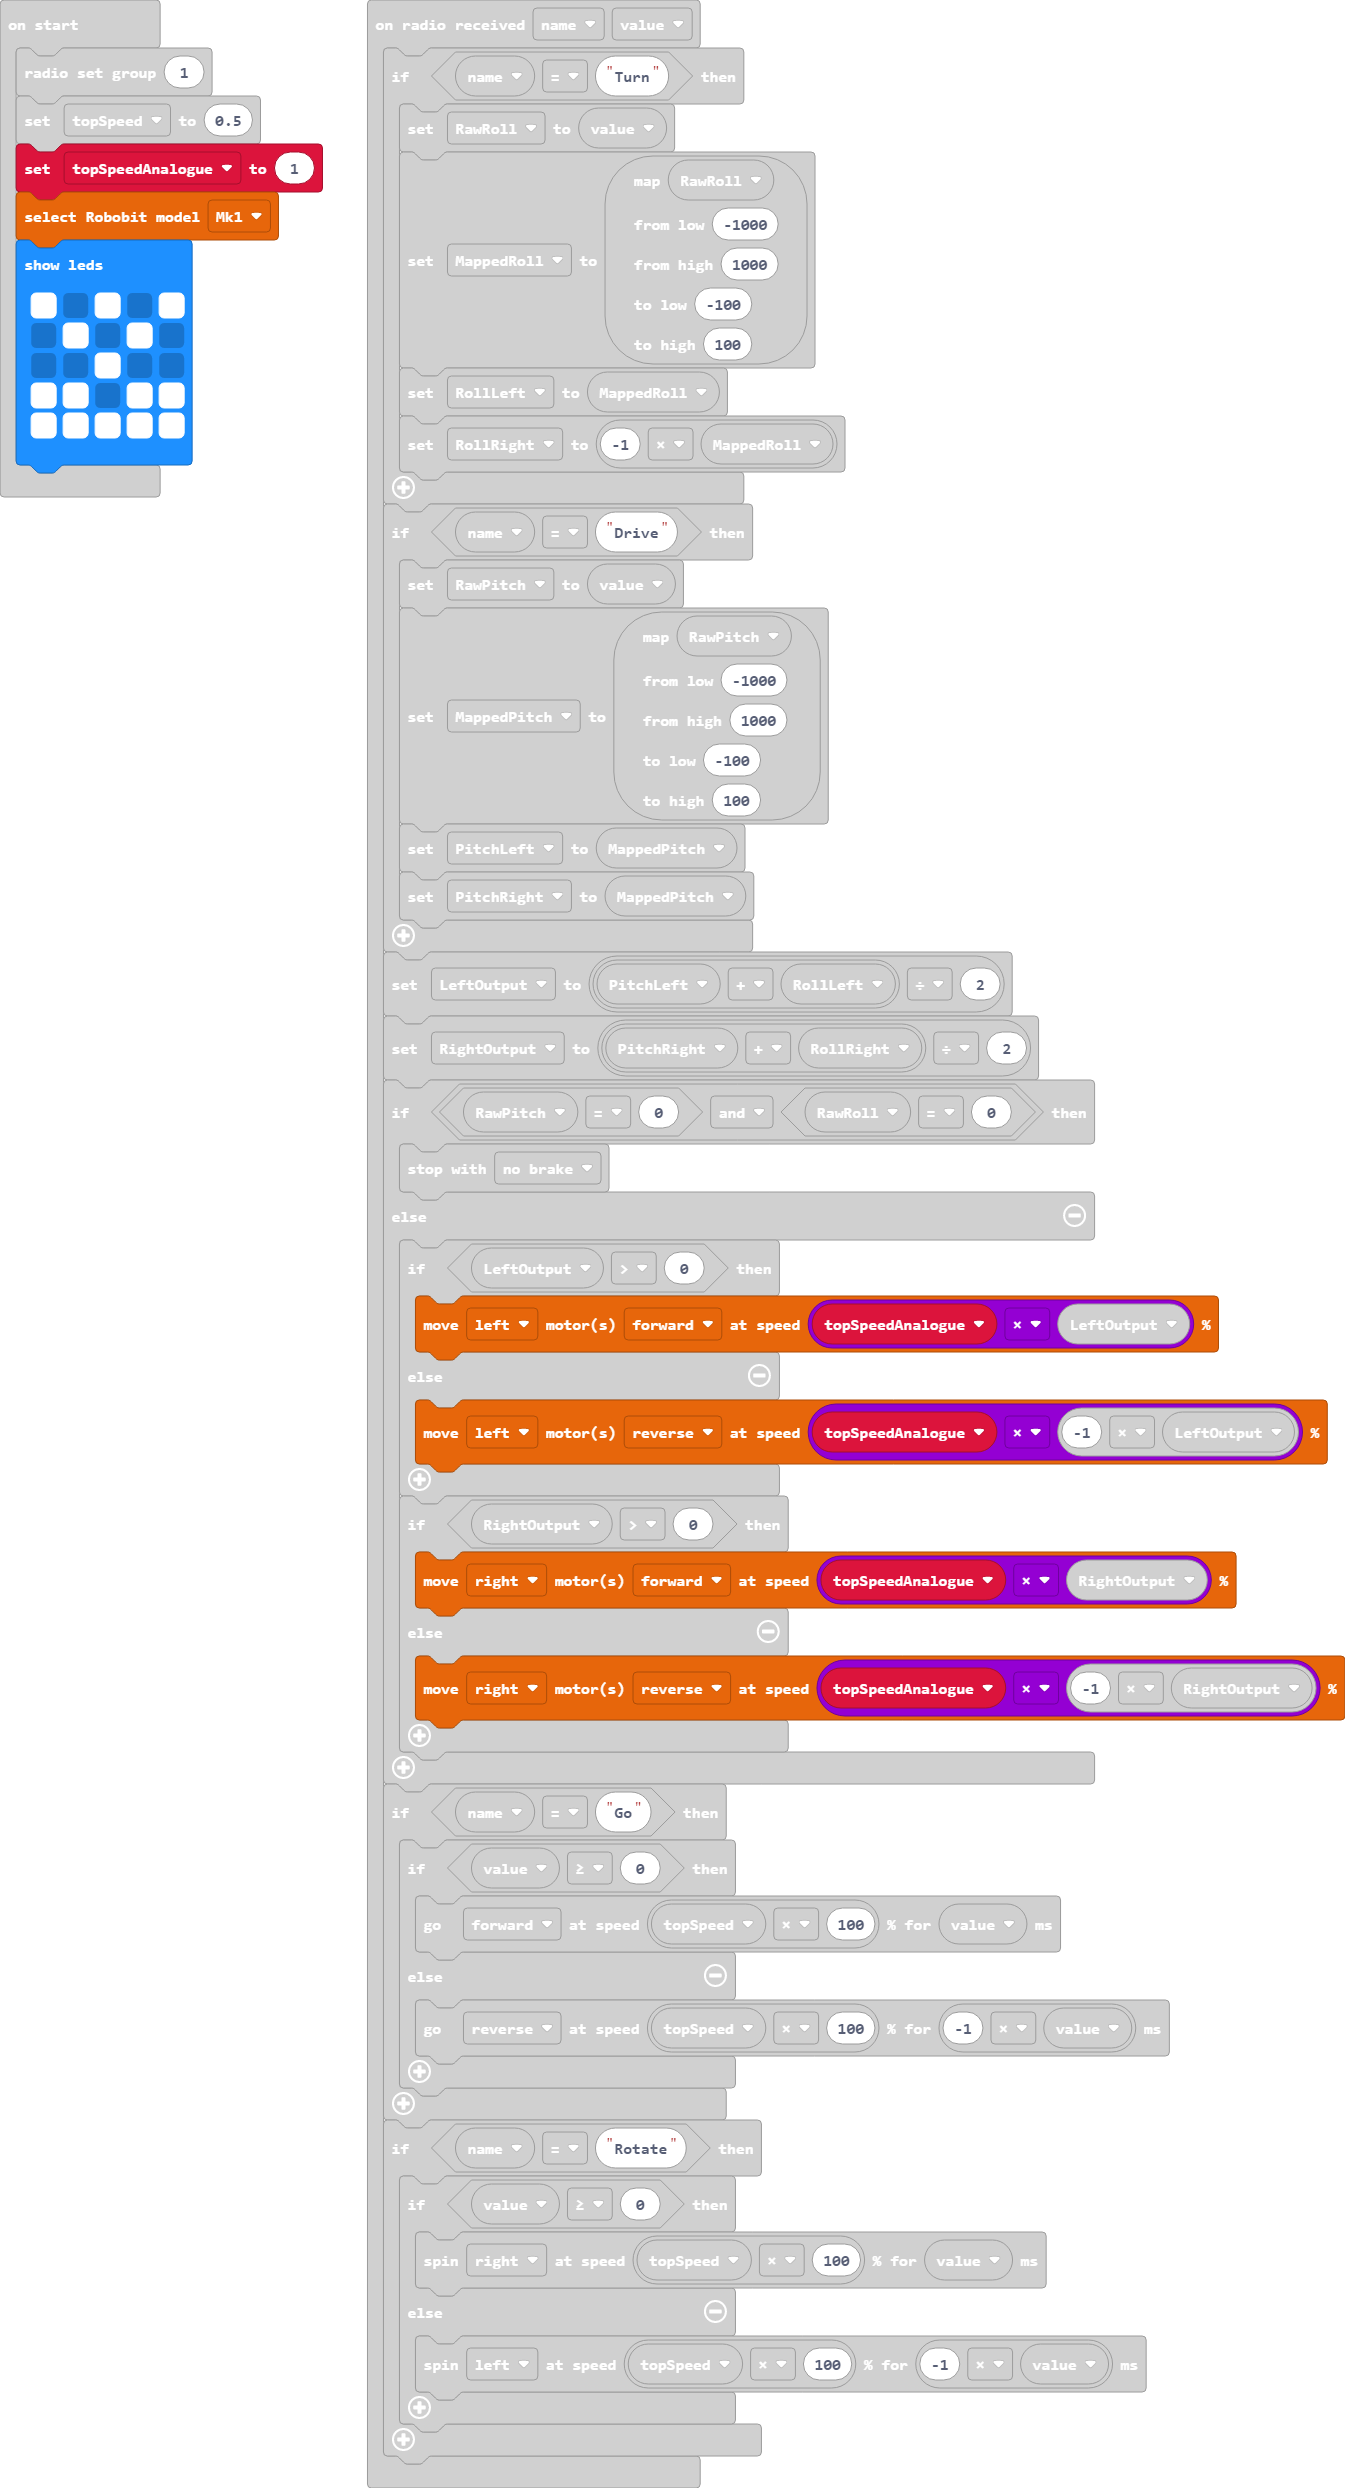 on start
radio set group 1
set topSpeed to 0.5
set topSpeedAnalogue to 1
select Robobit model Mk1
show leds
on radio received name value
if name = "Turn" then
set RawRoll to value
set MappedRoll to
map RawRoll
from low -1000
from high 1000
to low -100
to high 100
set RollLeft to MappedRoll
set RollRight to -1 × MappedRoll
if name = "Drive" then
set RawPitch to value
set MappedPitch to
map RawPitch
from low -1000
from high 1000
to low -100
to high 100
set PitchLeft to MappedPitch
set PitchRight to MappedPitch
set LeftOutput to PitchLeft + RollLeft ÷ 2
set RightOutput to PitchRight + RollRight ÷ 2
if RawPitch = 0 and RawRoll = 0 then
stop with no brake
else
if LeftOutput > 0 then
move left motor(s) forward at speed topSpeedAnalogue × LeftOutput %
else
move left motor(s) reverse at speed topSpeedAnalogue × -1 × LeftOutput %
if RightOutput > 0 then
move right motor(s) forward at speed topSpeedAnalogue × RightOutput %
else
move right motor(s) reverse at speed topSpeedAnalogue × -1 × RightOutput %
if name = "Go" then
if value ≥ 0 then
go forward at speed topSpeed × 100 % for value ms
else
go reverse at speed topSpeed × 100 % for -1 × value ms
if name = "Rotate" then
if value ≥ 0 then
spin right at speed topSpeed × 100 % for value ms
else
spin left at speed topSpeed × 100 % for -1 × value ms